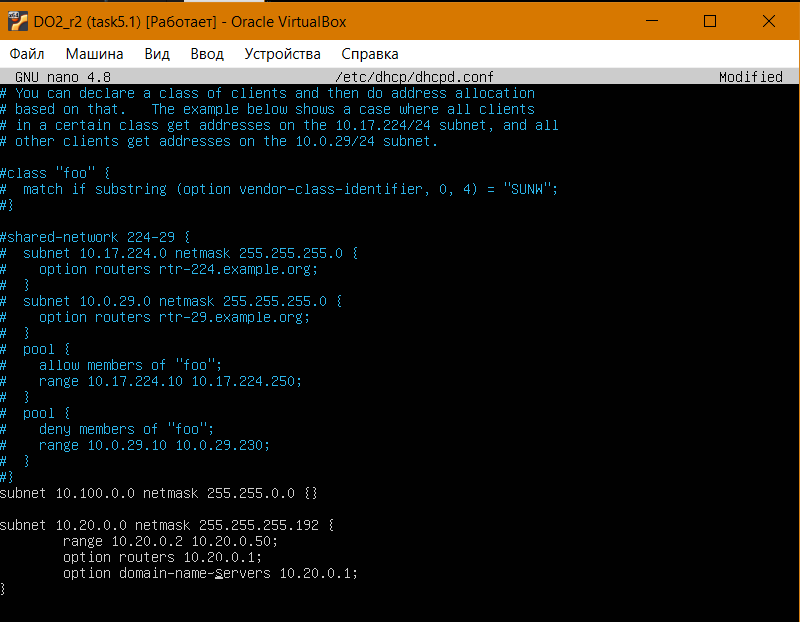 DO2_r2 (task5.1) [Работает] - Oracle VirtualBox
Файл Машина Вид Ввод Устройства Справка
GNU nano 4.8 /etc/dhcp/dhcpd.conf Modified
# You can declare a class of clients and then do address allocation
# based on that.   The example below shows a case where all clients
# in a certain class get addresses on the 10.17.224/24 subnet, and all
# other clients get addresses on the 10.0.29/24 subnet.
#class "foo" {
#  match if substring (option vendor-class-identifier, 0, 4) = "SUNW";
#}
#shared-network 224-29 {
#  subnet 10.17.224.0 netmask 255.255.255.0 {
#    option routers rtr-224.example.org;
#  }
#  subnet 10.0.29.0 netmask 255.255.255.0 {
#    option routers rtr-29.example.org;
#  }
#  pool {
#    allow members of "foo";
#    range 10.17.224.10 10.17.224.250;
#  }
#  pool {
#    deny members of "foo";
#    range 10.0.29.10 10.0.29.230;
#  }
#}
subnet 10.100.0.0 netmask 255.255.0.0 {}
subnet 10.20.0.0 netmask 255.255.255.192 {
        range 10.20.0.2 10.20.0.50;
        option routers 10.20.0.1;
        option domain-name-servers 10.20.0.1;
}